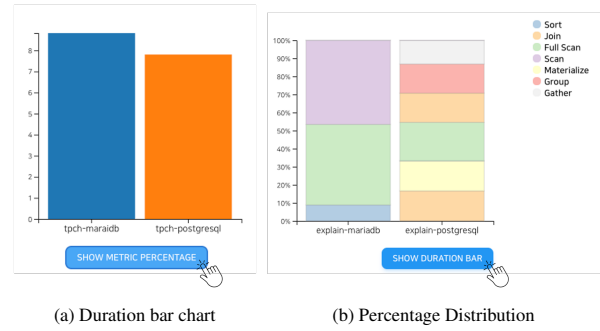 8
7
6
5
4
3
2
1
0
tpch-maraidb
tpch-postgresql
SHOW METRIC PERCENTAGE
(a) Duration bar chart
100%
90%
80%
70%
60%
50%
40%
30%
20%
10%
0%
explain-mariadb
explain-postgresql
Sort
Join
Full Scan
Scan
Materialize
Group
Gather
SHOW DURATION BAR
(b) Percentage Distribution